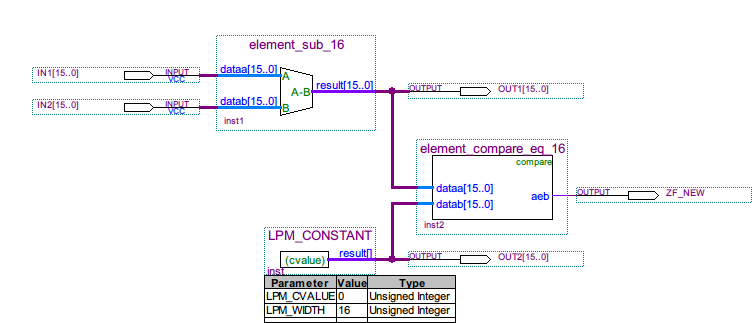 element_sub_16
IN1[15..0] INPUT VCC dataa[15..0] A
A-B result[15..0] OUTPUT OUT1[15..0]
IN2[15..0] INPUT VCC datab[15..0] B
inst1
element_compare_eq_16
compare
dataa[15..0]
aeb OUTPUT ZF_NEW
datab[15..0]
inst2
LPM_CONSTANT
(cvalue) result[] OUTPUT OUT2[15..0]
inst
Parameter Value Type
LPM_CVALUE 0 Unsigned Integer
LPM_WIDTH 16 Unsigned Integer